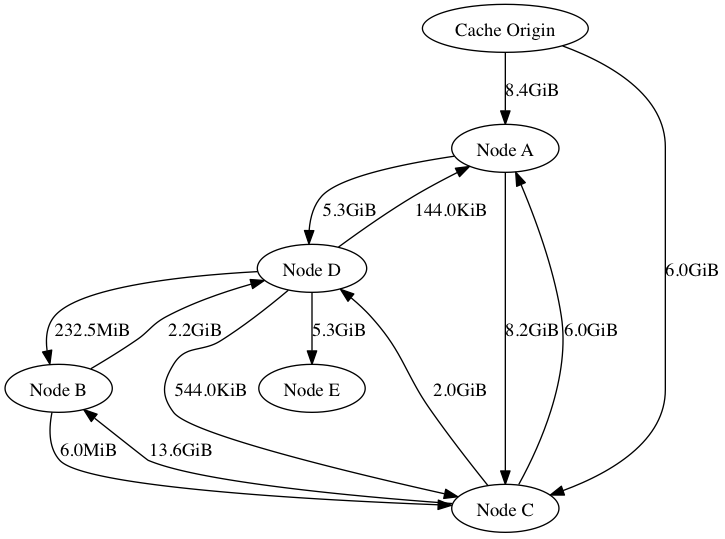 Cache Origin
8.4GiB
Node A
5.3GiB
144.0KiB
Node D
6.0GiB
232.5MiB
2.2GiB
5.3GiB
8.2GiB
6.0GiB
Node B
544.0KiB
Node E
2.0GiB
6.0MiB
13.6GiB
Node C